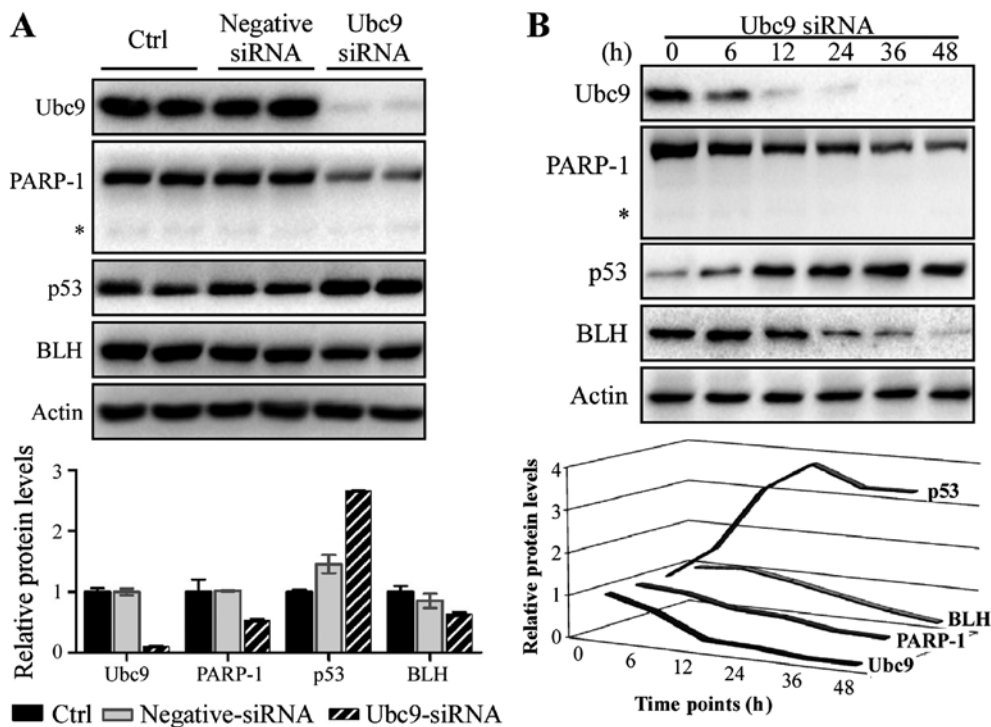 A
Ctrl
Negative
siRNA
Ubc9
siRNA
Ubc9
PARP-1
*
p53
BLH
Actin
Relative protein levels
3
2
1
0
Ubc9 PARP-1 p53 BLH
Ctrl Negative-siRNA Ubc9-siRNA
B
Ubc9 siRNA
(h) 0 6 12 24 36 48
Ubc9
PARP-1
*
p53
BLH
Actin
Relative protein levels
4
3
2
1
0
0 6 12 24 36 48
Time points (h)
p53
BLH
PARP-1
Ubc9